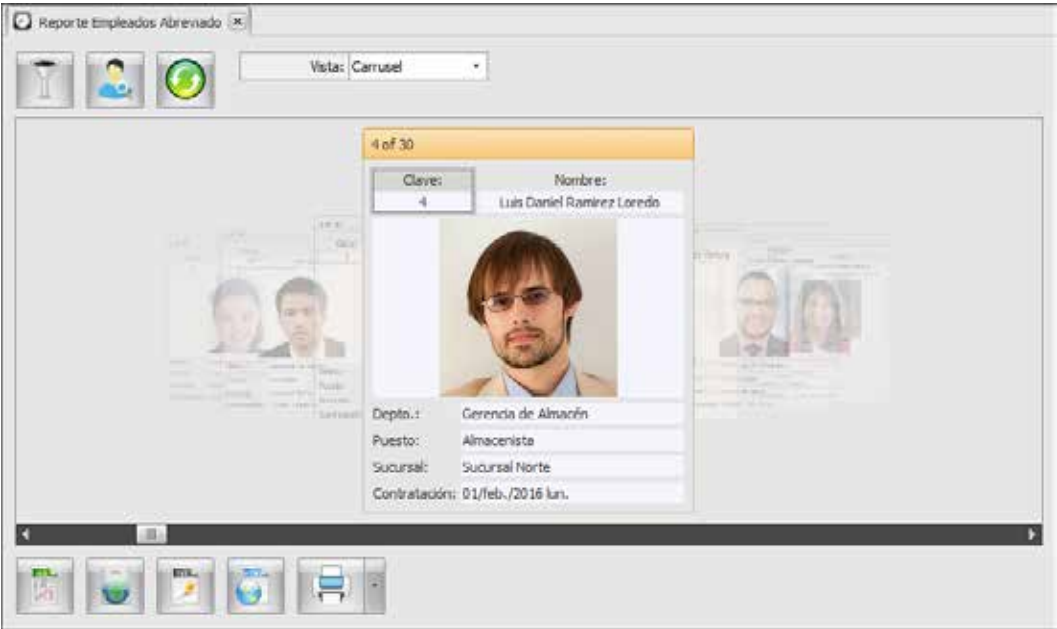 Reporte Empleados Abreviado
Vista: Carrusel
4 of 30
Clave: Nombre:
4 Luis Daniel Ramirez Loredo
Depto.: Gerencia de Almacén
Puesto: Almacenista
Sucursal: Sucursal Norte
Contratación: 01/feb./2016 lun.